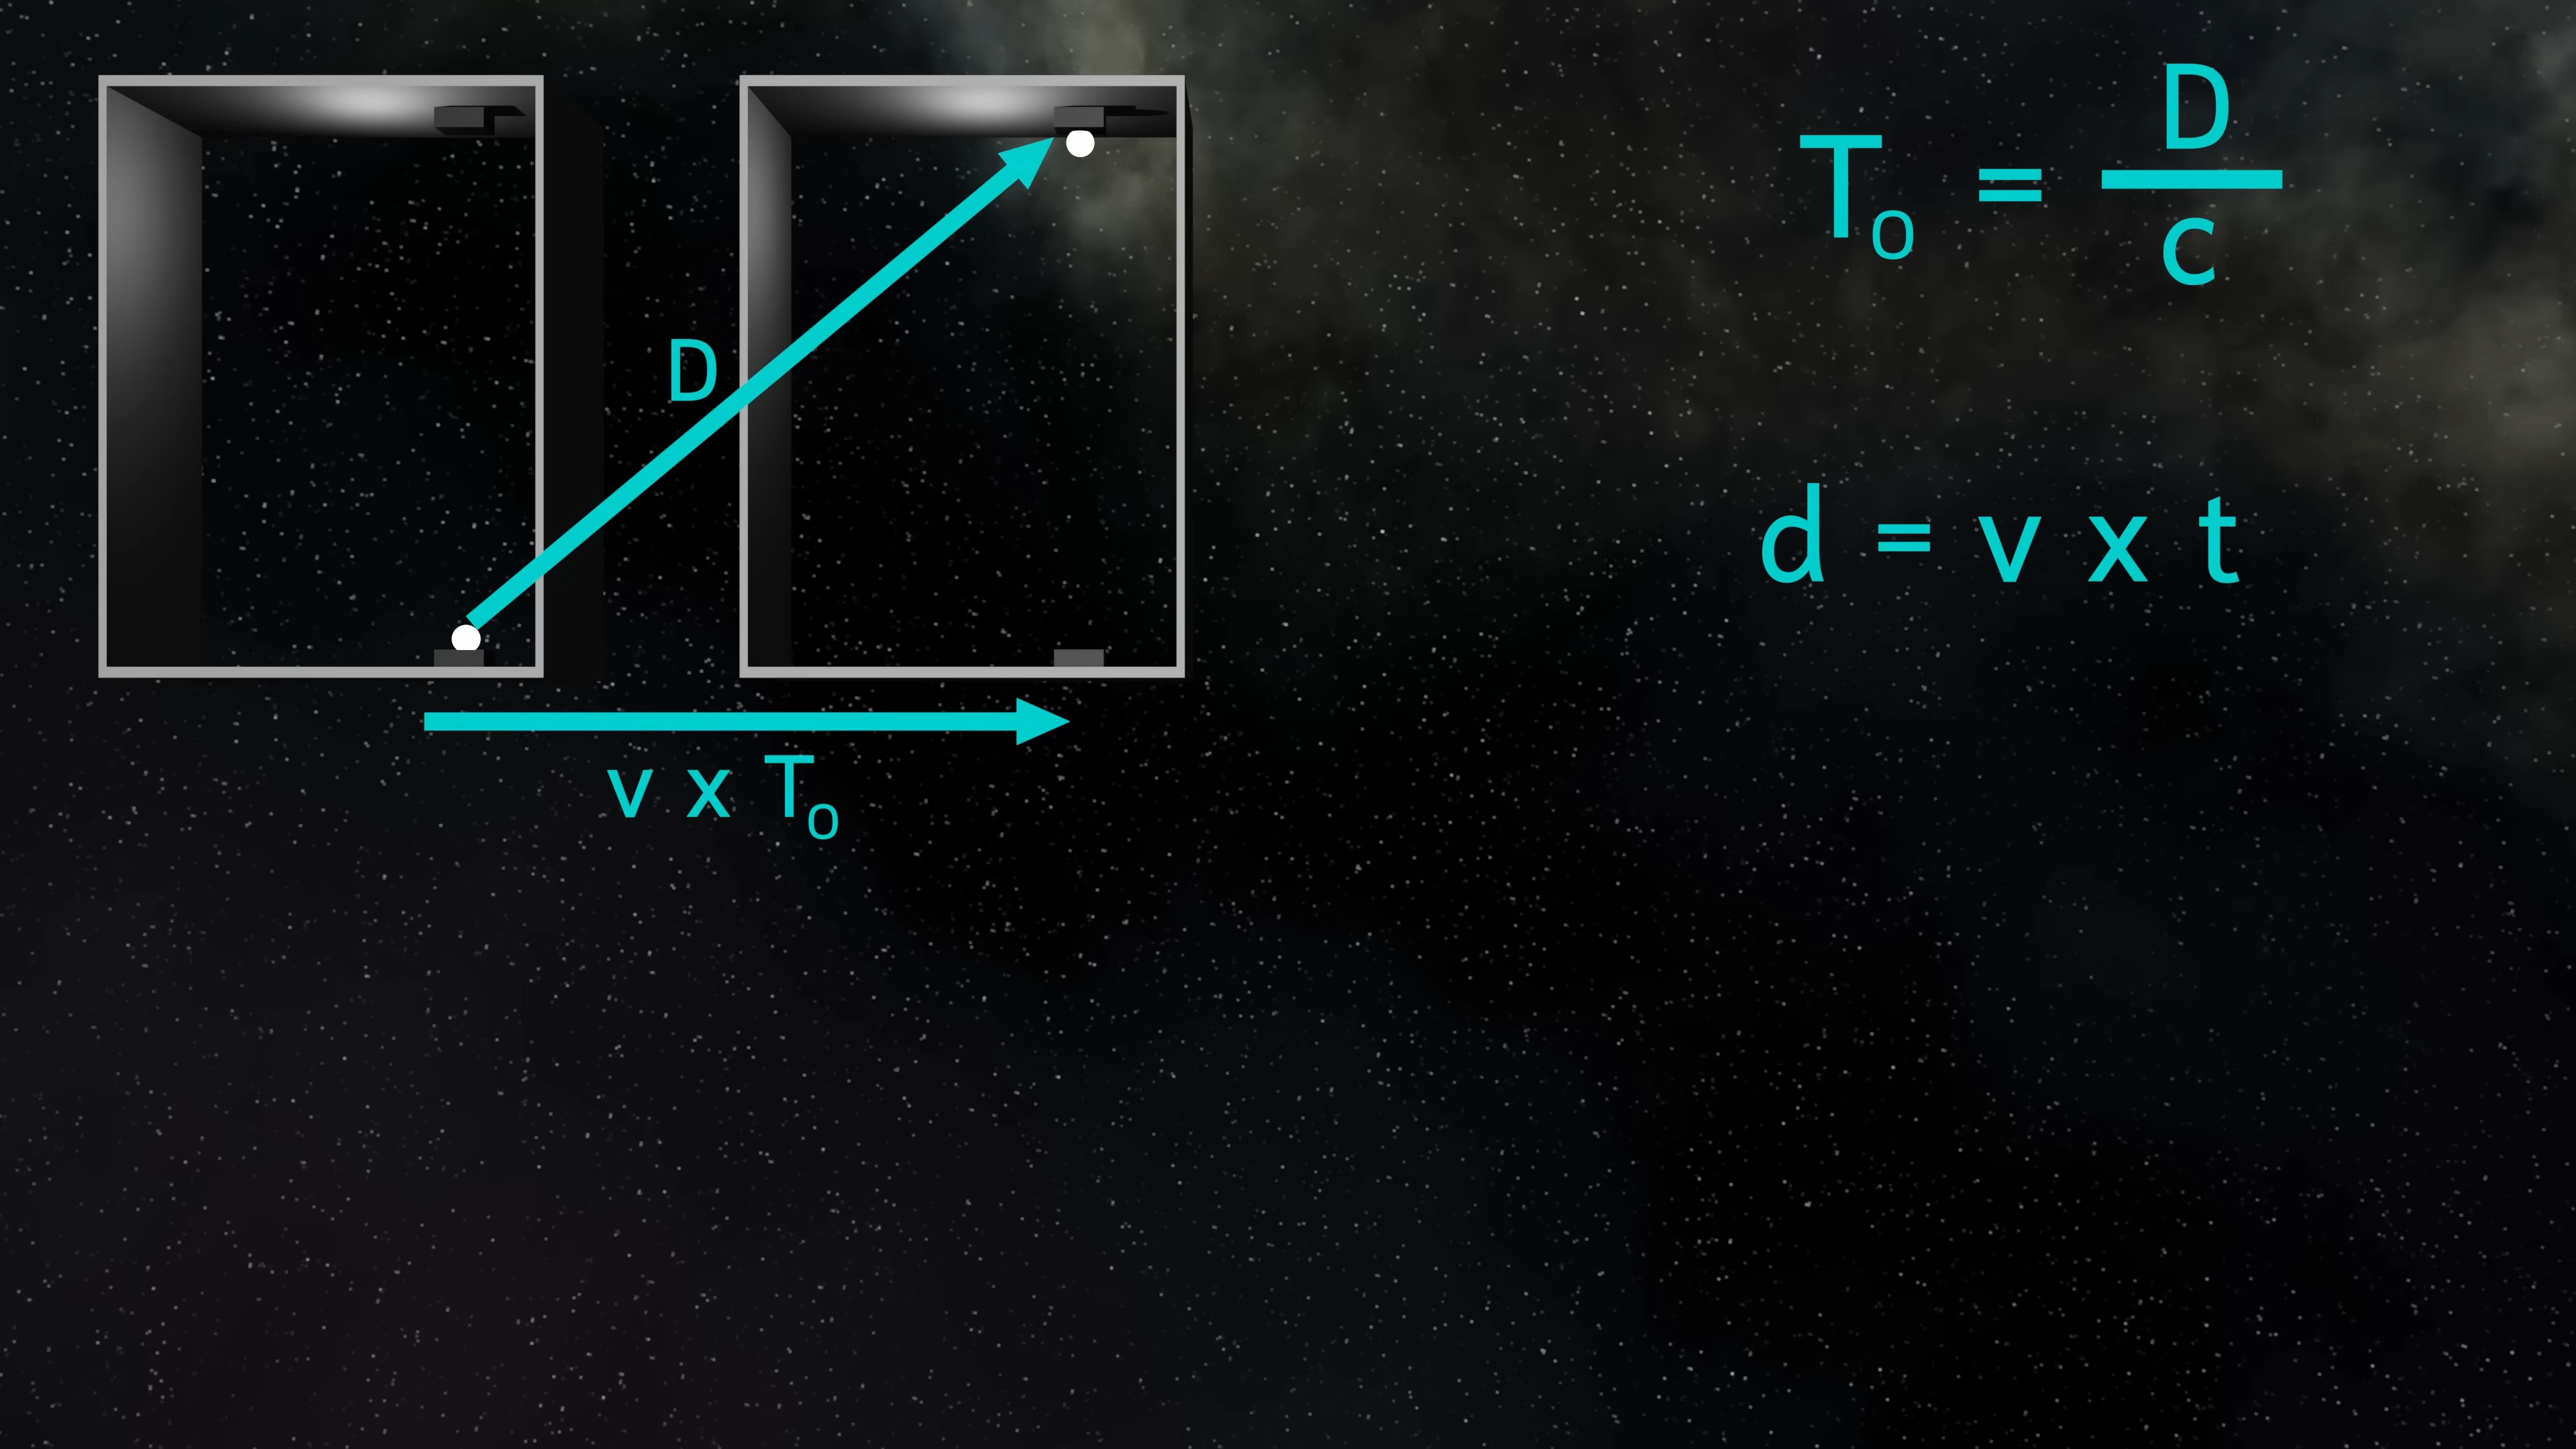 D
v x T₀
T₀ = D/c
d = v x t